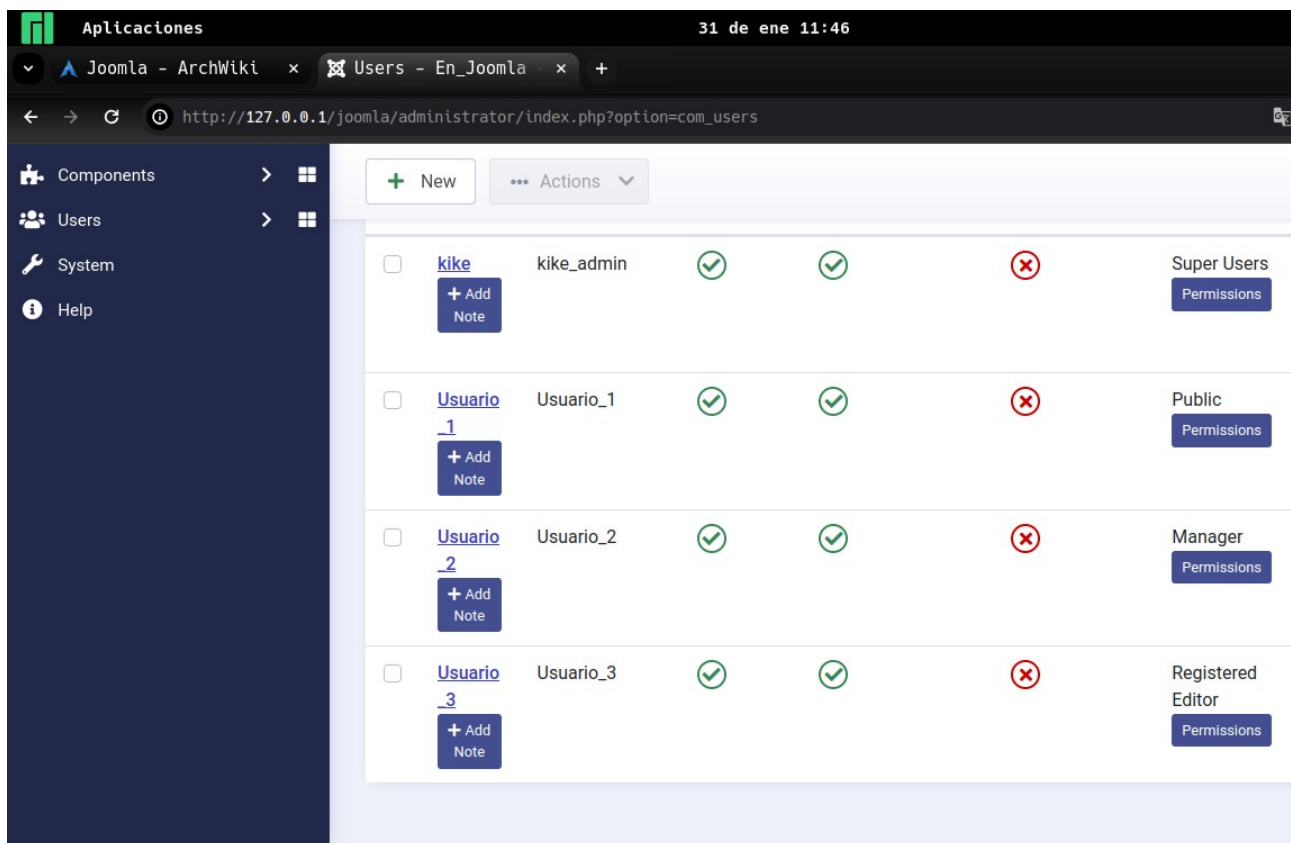 Aplicaciones
31 de ene 11:46
Joomla - ArchWiki
Users - En_Joomla -
http://127.0.0.1/joomla/administrator/index.php?option=com_users
Components
Users
System
Help
New
Actions
kike
kike_admin
Super Users
+ Add
Note
Permissions
Usuario
_1
Usuario_1
Public
+ Add
Note
Permissions
Usuario
_2
Usuario_2
Manager
+ Add
Note
Permissions
Usuario
_3
Usuario_3
Registered
Editor
+ Add
Note
Permissions